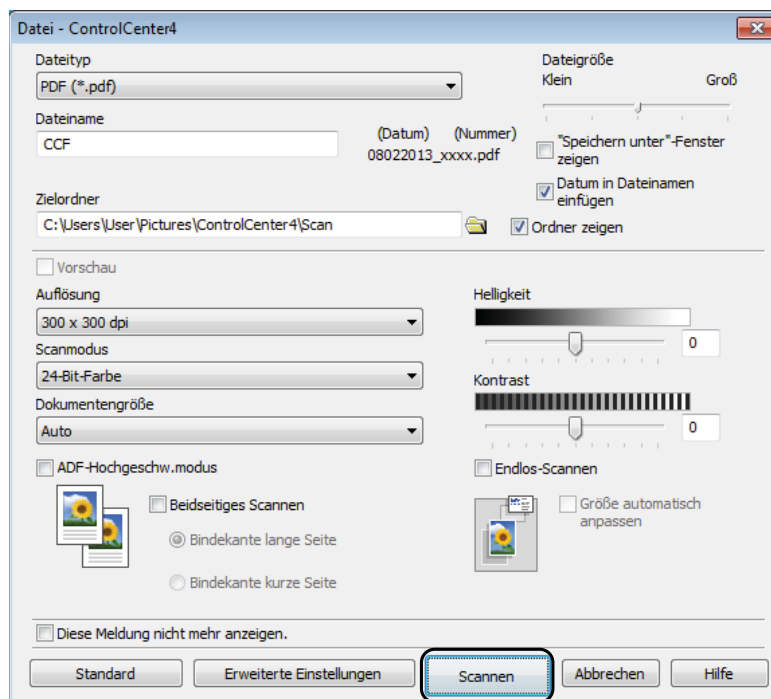 Datei - ControlCenter4
Dateityp
PDF (*.pdf)
Dateigröße
Klein Groß
Dateiname
CCF
(Datum) (Nummer)
08022013_xxxx.pdf
"Speichern unter"-Fenster
zeigen
Datum in Dateinamen
einfügen
Zielordner
C:\Users\User\Pictures\ControlCenter4\Scan
Ordner zeigen
Vorschau
Auflösung
300 x 300 dpi
Scanmodus
24-Bit-Farbe
Dokumentengröße
Auto
Helligkeit
0
Kontrast
0
ADF-Hochgeschw.modus
Beidseitiges Scannen
Bindekante lange Seite
Bindekante kurze Seite
Endlos-Scannen
Größe automatisch
anpassen
Diese Meldung nicht mehr anzeigen.
Standard Erweiterte Einstellungen Scannen Abbrechen Hilfe